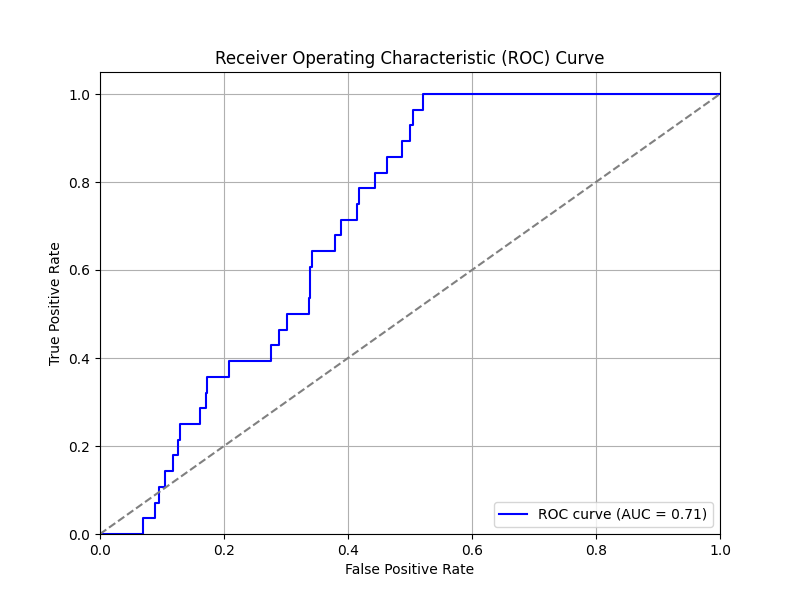 Receiver Operating Characteristic (ROC) Curve
1.0
0.8
0.6
0.4
0.2
0.0
True Positive Rate
ROC curve (AUC = 0.71)
0.0 0.2 0.4 0.6 0.8 1.0
False Positive Rate